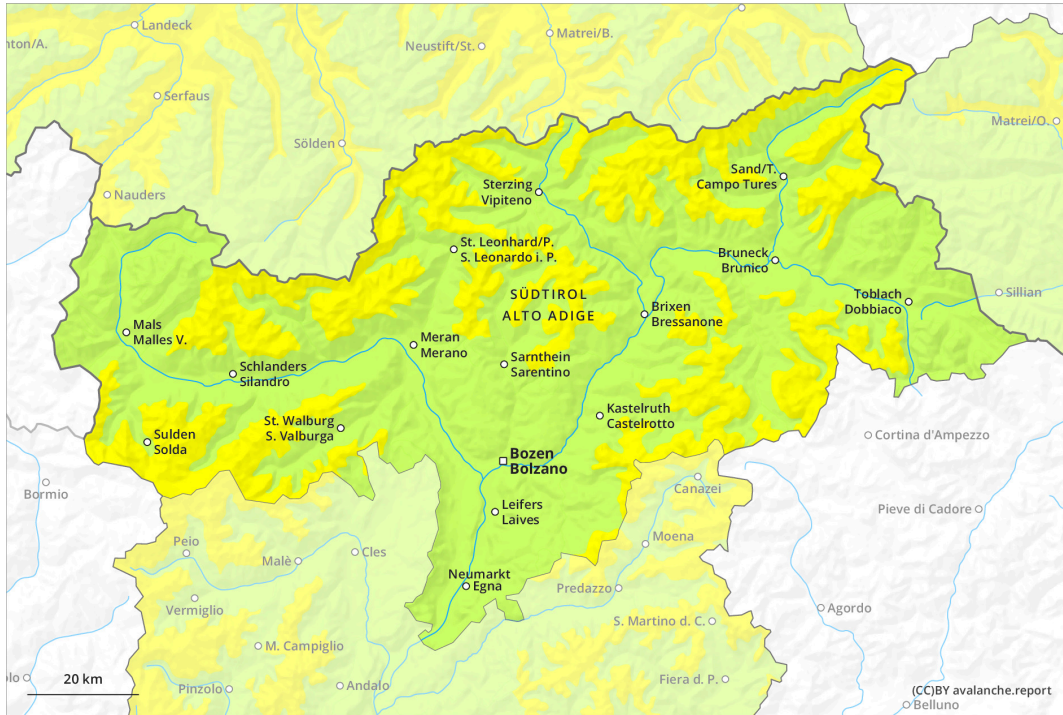 Landeck
nton/A.
Neustift/St.
Matrei/B.
Serfaus
Matrei/O.
Sölden
Nauders
Sand/T.
Campo Tures
Sterzing
Vipiteno
St. Leonhard/P.
S. Leonardo i. P.
Bruneck
Brunico
SÜDTIROL
ALTO ADIGE
Toblach
Dobbiaco
Sillian
Brixen
Bressanone
Mals
Malles V.
Meran
Merano
Sarnthein
Sarentino
Schlanders
Silandro
Kastelruth
Castelrotto
St. Walburg
S. Valburga
Sulden
Solda
Cortina d'Ampezzo
Bozen
Bolzano
Bormio
Canazei
Leifers
Laives
Pieve di Cadore
Peio
Malè
Cles
Moena
Neumarkt
Egna
Predazzo
Vermiglio
Agordo
S. Martino d. C.
M. Campiglio
olo
20 km
Pinzolo
Andalo
Fiera d. P.
(CC)BY avalanche.report
Belluno